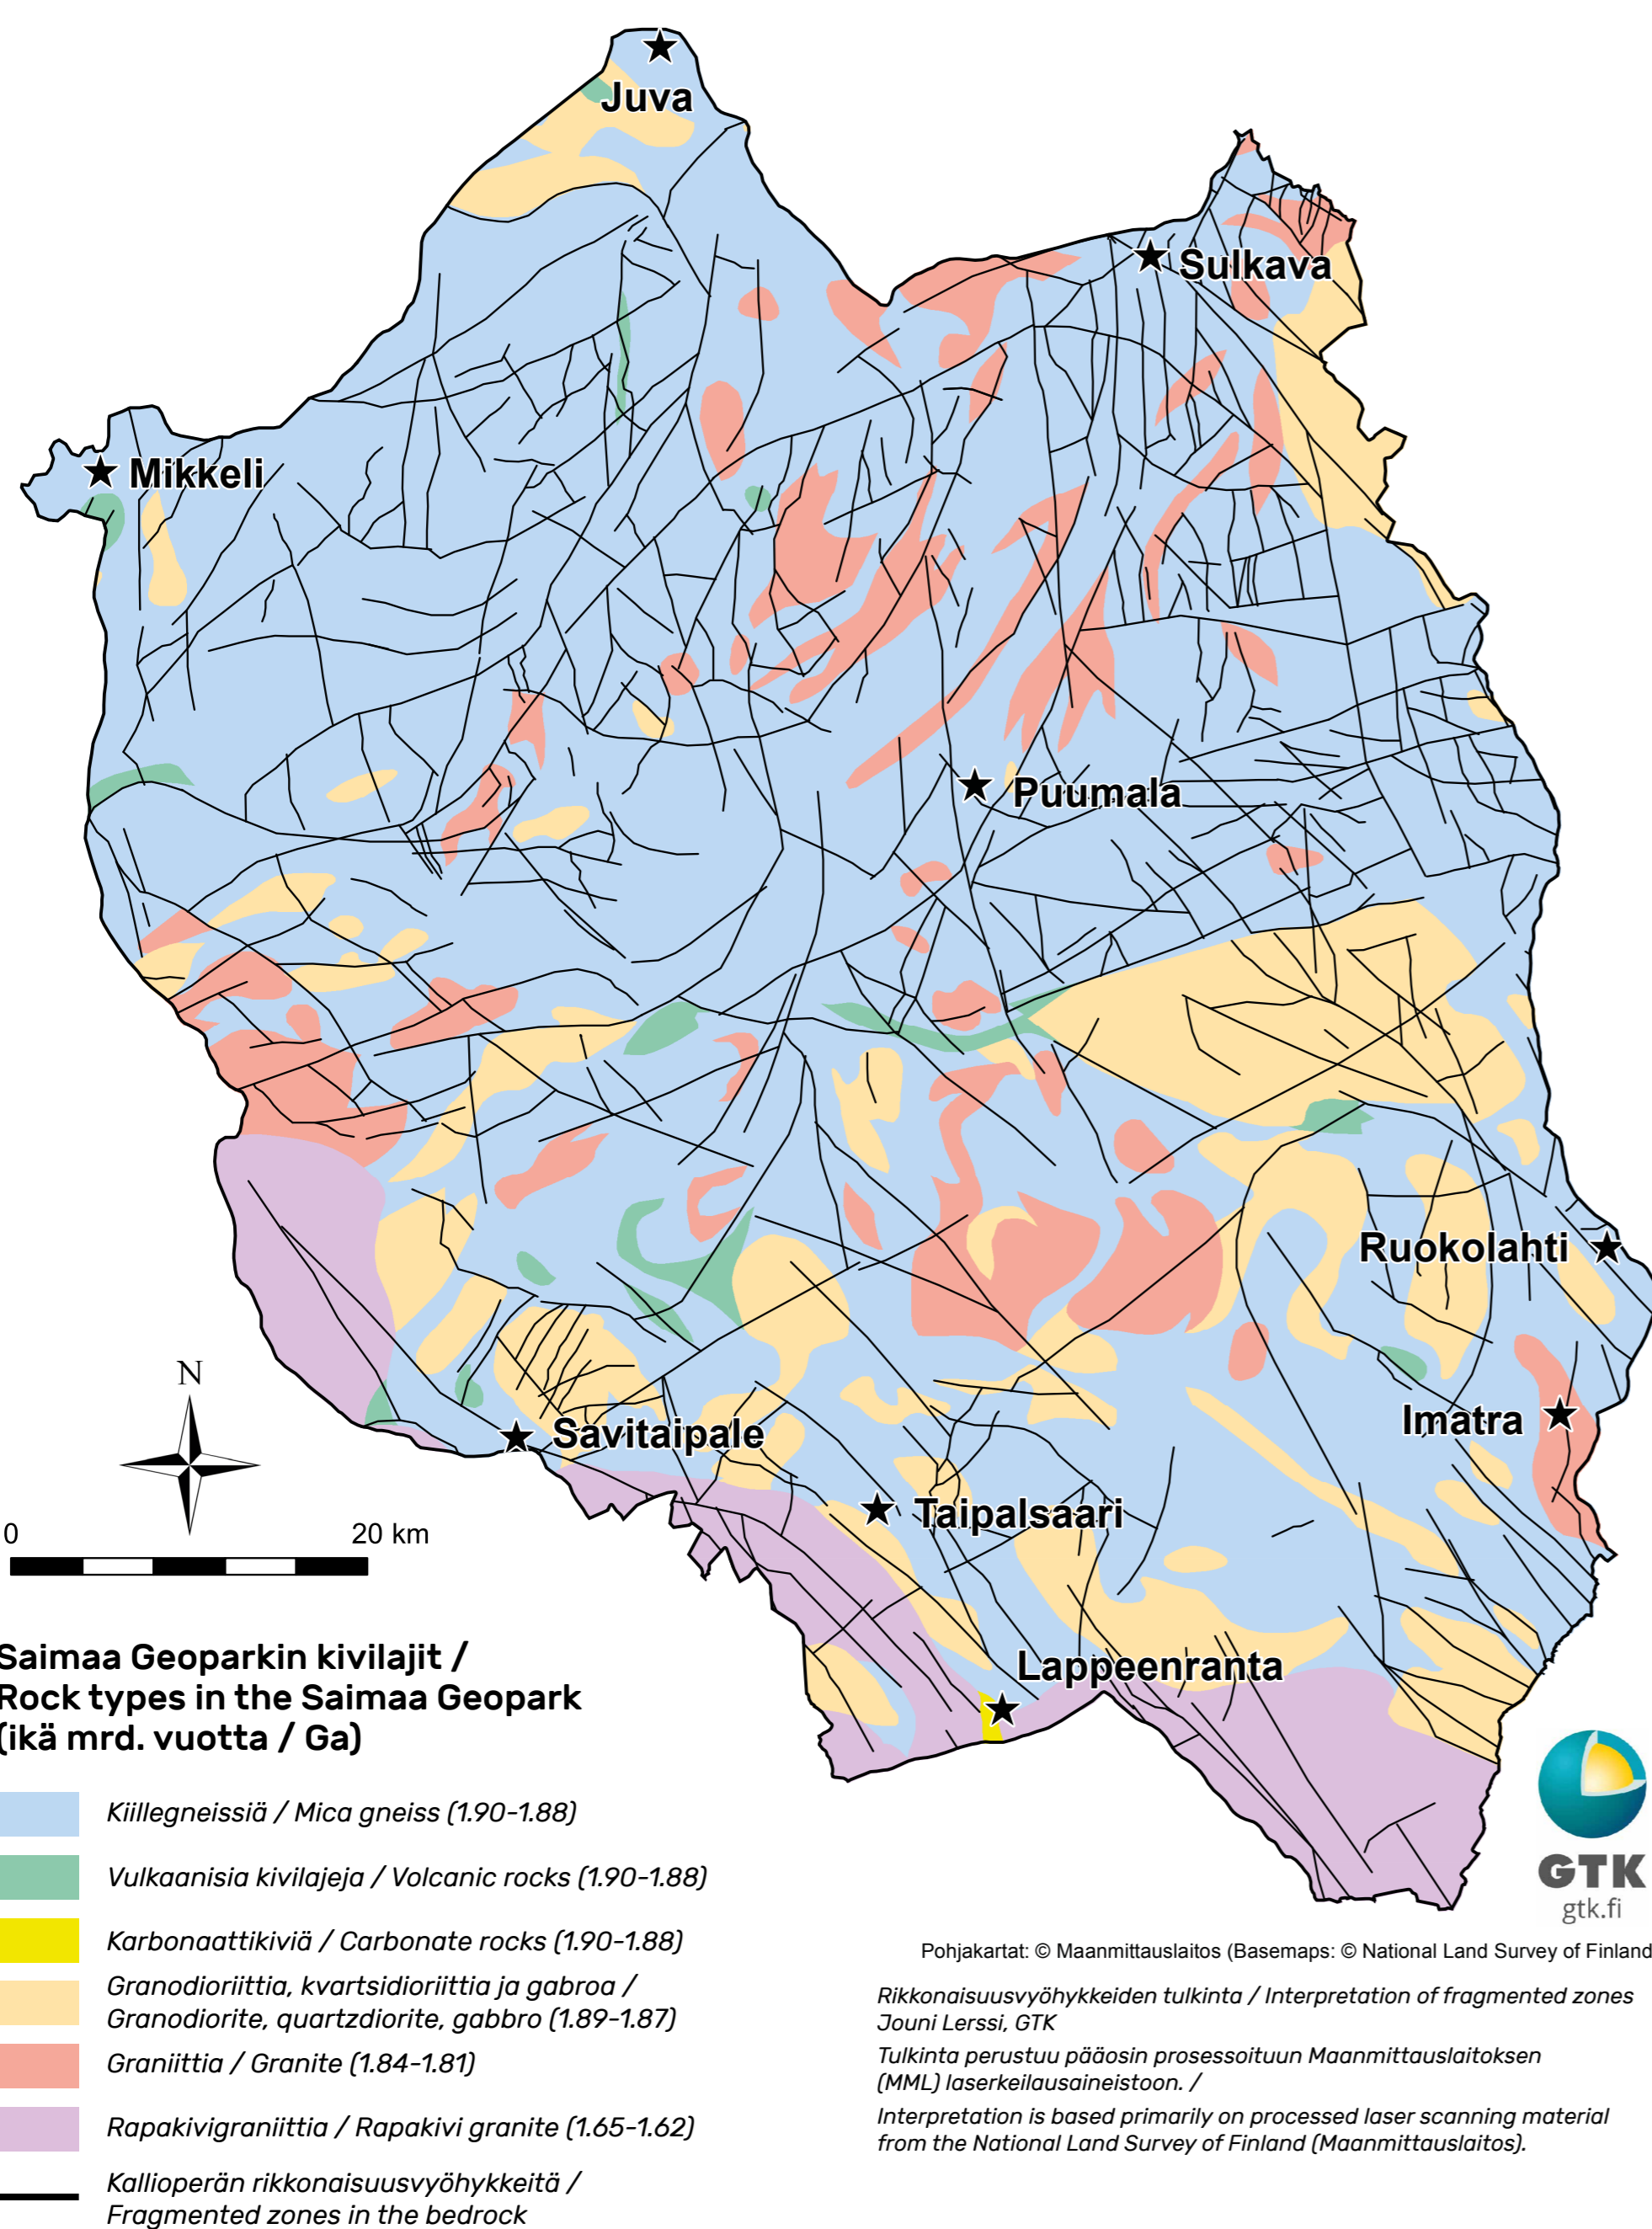 Juva
Sulkava
Mikkeli
Puumala
Ruokolahti
Imatra
Savitaipale
Taipalsaari
Lappeenranta
N
0 20 km
Saimaa Geoparkin kivilajit /
Rock types in the Saimaa Geopark
(ikä mrd. vuotta / Ga)
Kiillegneissiä / Mica gneiss (1.90-1.88)
Vulkaanisia kivilajeja / Volcanic rocks (1.90-1.88)
Karbonaattikiviä / Carbonate rocks (1.90-1.88)
Granodioriittia, kvartsidioriittia ja gabroa /
Granodiorite, quartzdiorite, gabbro (1.89-1.87)
Graniittia / Granite (1.84-1.81)
Rapakivigraniittia / Rapakivi granite (1.65-1.62)
Kallioperän rikkonaisuusvyöhykkeitä /
Fragmented zones in the bedrock
GTK
gtk.fi
Pohjakartat: © Maanmittauslaitos (Basemaps: © National Land Survey of Finland
Rikkonaisuusvyöhykkeiden tulkinta / Interpretation of fragmented zones
Jouni Lerssi, GTK
Tulkinta perustuu pääosin prosessoituun Maanmittauslaitoksen
(MML) laserkeilausaineistoon. /
Interpretation is based primarily on processed laser scanning material
from the National Land Survey of Finland (Maanmittauslaitos).